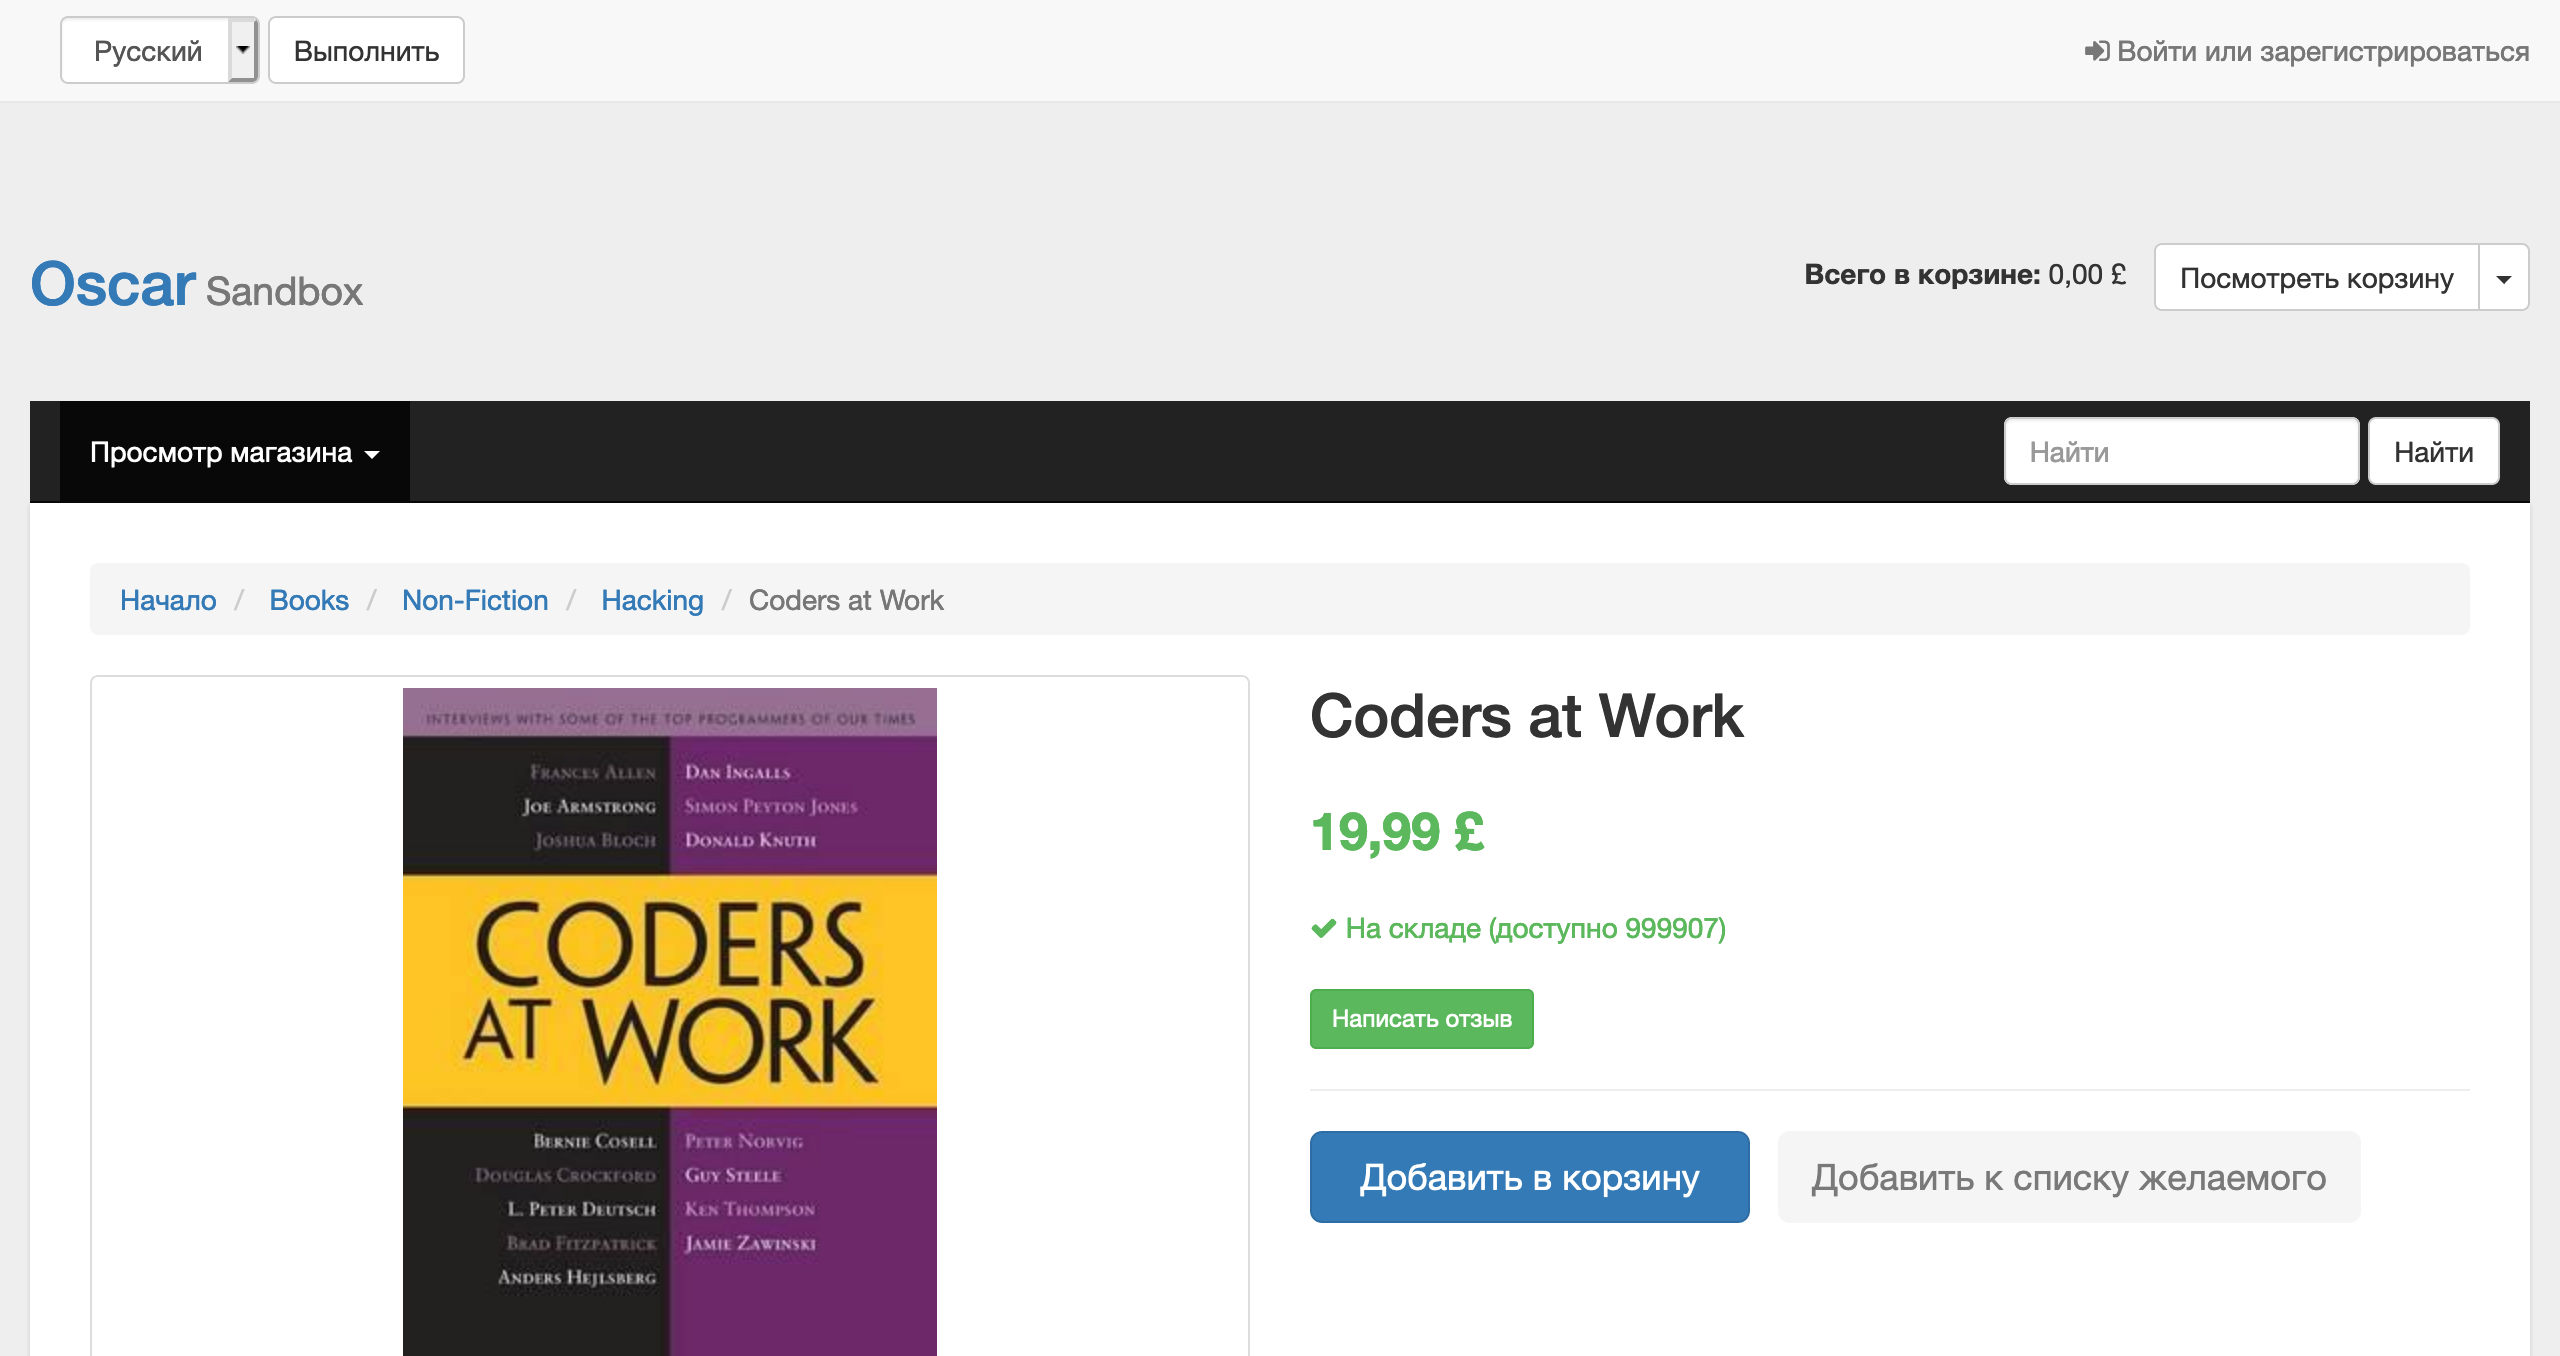 Русский
Выполнить
Войти или зарегистрироваться
Oscar Sandbox
Всего в корзине: 0,00 £
Посмотреть корзину
Просмотр магазина
Найти
Найти
Начало / Books / Non-Fiction / Hacking / Coders at Work
INTERVIEWS WITH SOME OF THE TOP PROGRAMMERS OF OUR TIMES
FRANCES ALLEN
JOE ARMSTRONG
JOSHUA BLOCH
DAN INGALLS
SIMON PEYTON JONES
DONALD KNUTH
CODERS
AT WORK
BERNIE COSELL
DOUGLAS CROCKFORD
L. PETER DEUTSCH
BRAD FITZPATRICK
ANDERS HEJLSBERG
PETER NORVIG
GUY STEELE
KEN THOMPSON
JAMIE ZAWINSKI
Coders at Work
19,99 £
На складе (доступно 999907)
Написать отзыв
Добавить в корзину
Добавить к списку желаемого